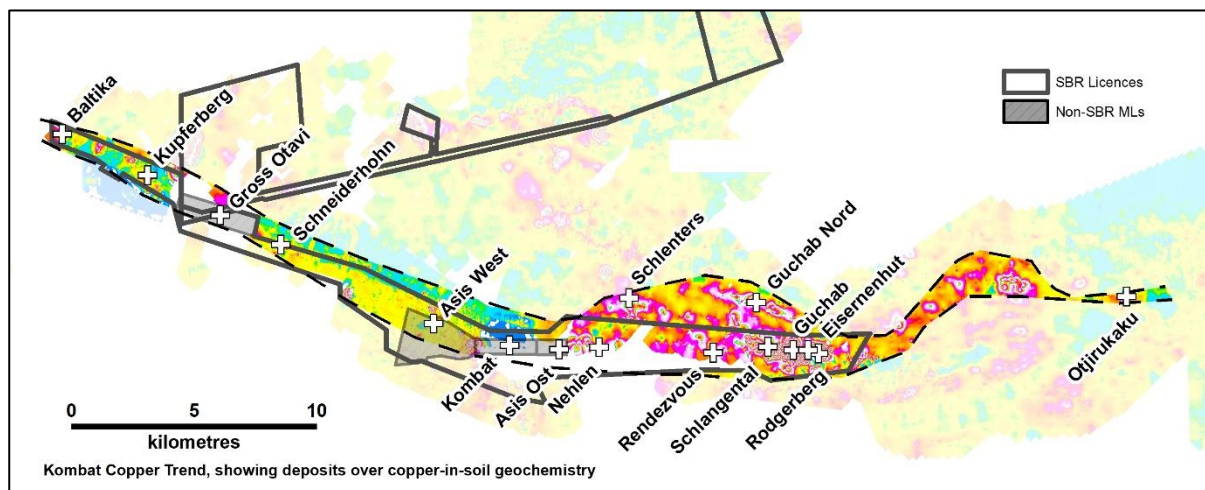 SBR Licences
Non-SBR MLs
Baltika
Kupferberg
Gross Otavi
Schneiderhohn
Asis West
Schlenters
Guchab Nord
Guchab
Eisernenhut
Otjirukaku
Kombat
Asis Ost
Nehlen
Rendezvous
Schlangental
Rodgerberg
0 6 10
kilometres
Kombat Copper Trend, showing deposits over copper-in-soil geochemistry